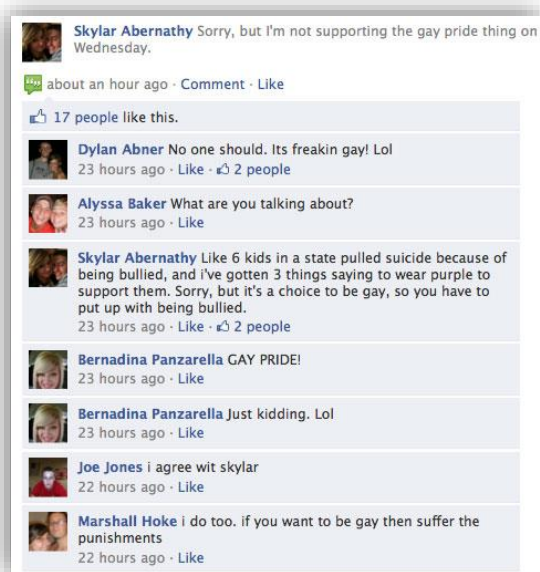 Skylar Abernathy Sorry, but I'm not supporting the gay pride thing on
Wednesday.
about an hour ago · Comment · Like
17 people like this.
Dylan Abner No one should. Its freakin gay! Lol
23 hours ago · Like · 2 people
Alyssa Baker What are you talking about?
23 hours ago · Like
Skylar Abernathy Like 6 kids in a state pulled suicide because of
being bullied, and i've gotten 3 things saying to wear purple to
support them. Sorry, but it's a choice to be gay, so you have to
put up with being bullied.
23 hours ago · Like · 2 people
Bernadina Panzarella GAY PRIDE!
23 hours ago · Like
Bernadina Panzarella Just kidding. Lol
23 hours ago · Like
Joe Jones i agree wit skylar
22 hours ago · Like
Marshall Hoke i do too. if you want to be gay then suffer the
punishments
22 hours ago · Like